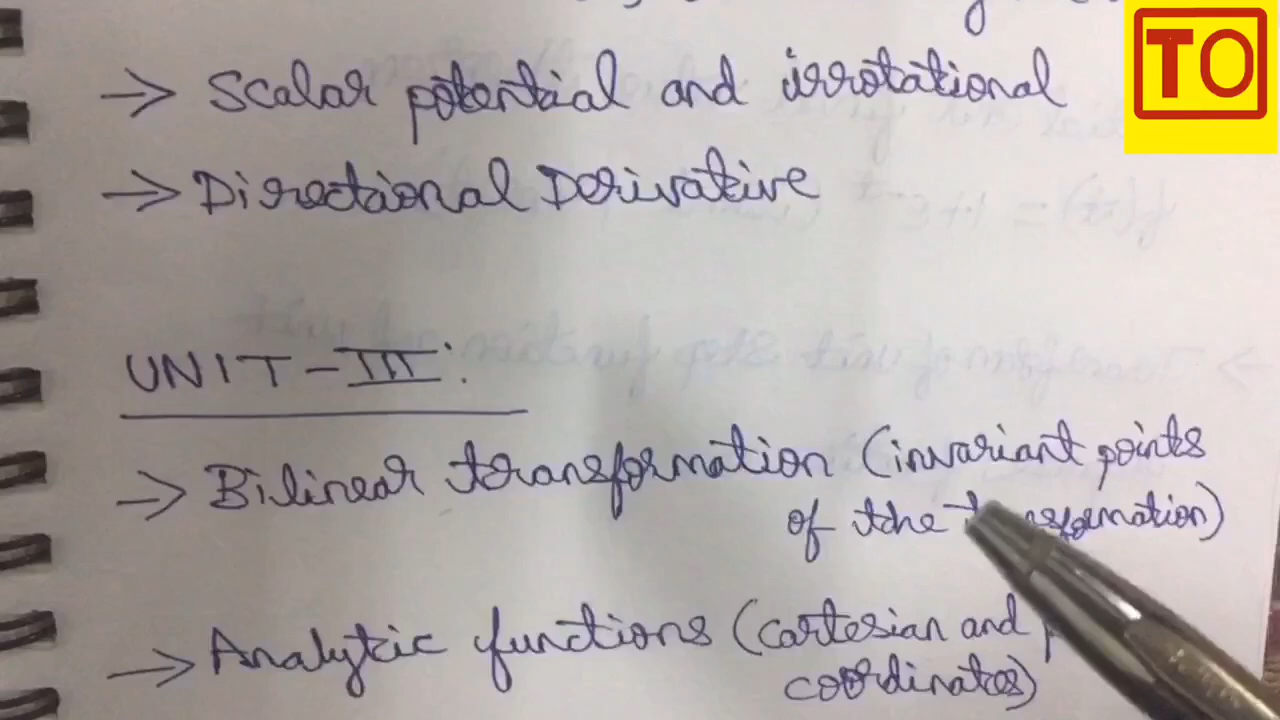 TO
→ Scalar potential and irrotational
→ Directional Derivative
UNIT-III:
→ Bilinear transformation (invariant points
of the transformation)
→ Analytic functions (cartesian and
coordinates)